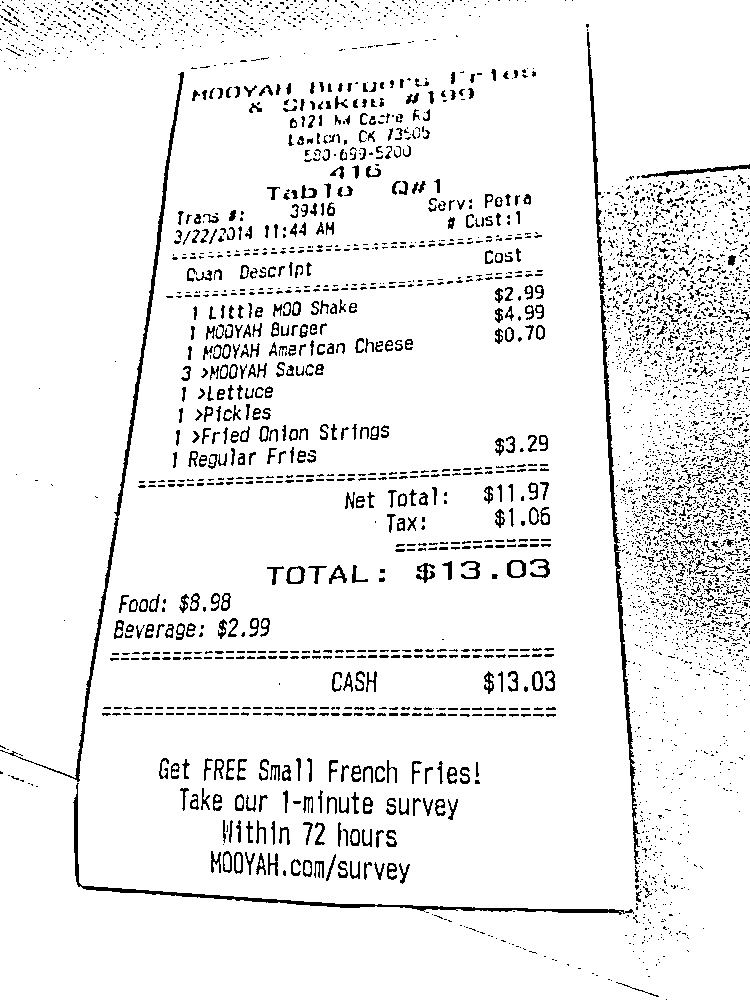 MOOYAH Burgers Fries
& Shakes #199
6121 NW Cache Rd
Lawton, OK 73505
580-699-5200
416
Table Q#1
Trans #: 39416 Serv: Petra
3/22/2014 11:44 AM # Cust:1
Quan Descript Cost
1 Little MOO Shake $2.99
1 MOOYAH Burger $4.99
1 MOOYAH American Cheese $0.70
3 >MOOYAH Sauce
1 >Lettuce
1 >Pickles
1 >Fried Onion Strings
1 Regular Fries $3.29
Net Total: $11.97
Tax: $1.06
TOTAL: $13.03
Food: $8.98
Beverage: $2.99
CASH $13.03
Get FREE Small French Fries!
Take our 1-minute survey
Within 72 hours
MOOYAH.com/survey